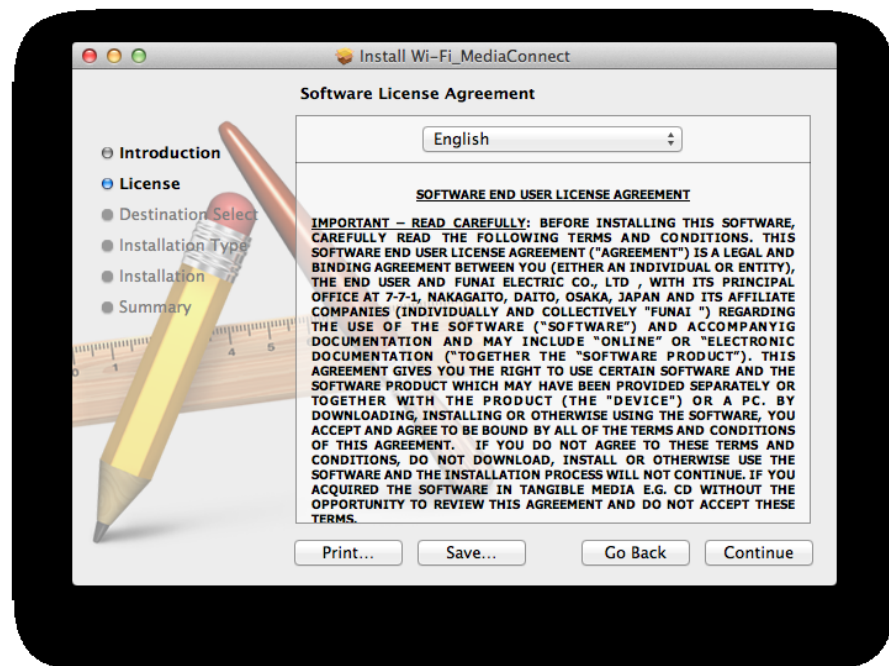 Install Wi-Fi_MediaConnect
Software License Agreement
Introduction
License
Destination Select
Installation Type
Installation
Summary
0 1 4 5
English
SOFTWARE END USER LICENSE AGREEMENT
IMPORTANT – READ CAREFULLY: BEFORE INSTALLING THIS SOFTWARE,
CAREFULLY READ THE FOLLOWING TERMS AND CONDITIONS. THIS
SOFTWARE END USER LICENSE AGREEMENT ("AGREEMENT") IS A LEGAL AND
BINDING AGREEMENT BETWEEN YOU (EITHER AN INDIVIDUAL OR ENTITY),
THE END USER AND FUNAI ELECTRIC CO., LTD , WITH ITS PRINCIPAL
OFFICE AT 7-7-1, NAKAGAITO, DAITO, OSAKA, JAPAN AND ITS AFFILIATE
COMPANIES (INDIVIDUALLY AND COLLECTIVELY "FUNAI ") REGARDING
THE USE OF THE SOFTWARE (“SOFTWARE”) AND ACCOMPANYIG
DOCUMENTATION AND MAY INCLUDE “ONLINE” OR “ELECTRONIC
DOCUMENTATION (“TOGETHER THE “SOFTWARE PRODUCT”). THIS
AGREEMENT GIVES YOU THE RIGHT TO USE CERTAIN SOFTWARE AND THE
SOFTWARE PRODUCT WHICH MAY HAVE BEEN PROVIDED SEPARATELY OR
TOGETHER WITH THE PRODUCT (THE "DEVICE") OR A PC. BY
DOWNLOADING, INSTALLING OR OTHERWISE USING THE SOFTWARE, YOU
ACCEPT AND AGREE TO BE BOUND BY ALL OF THE TERMS AND CONDITIONS
OF THIS AGREEMENT. IF YOU DO NOT AGREE TO THESE TERMS AND
CONDITIONS, DO NOT DOWNLOAD, INSTALL OR OTHERWISE USE THE
SOFTWARE AND THE INSTALLATION PROCESS WILL NOT CONTINUE. IF YOU
ACQUIRED THE SOFTWARE IN TANGIBLE MEDIA E.G. CD WITHOUT THE
OPPORTUNITY TO REVIEW THIS AGREEMENT AND DO NOT ACCEPT THESE
TERMS.
Print...
Save...
Go Back
Continue